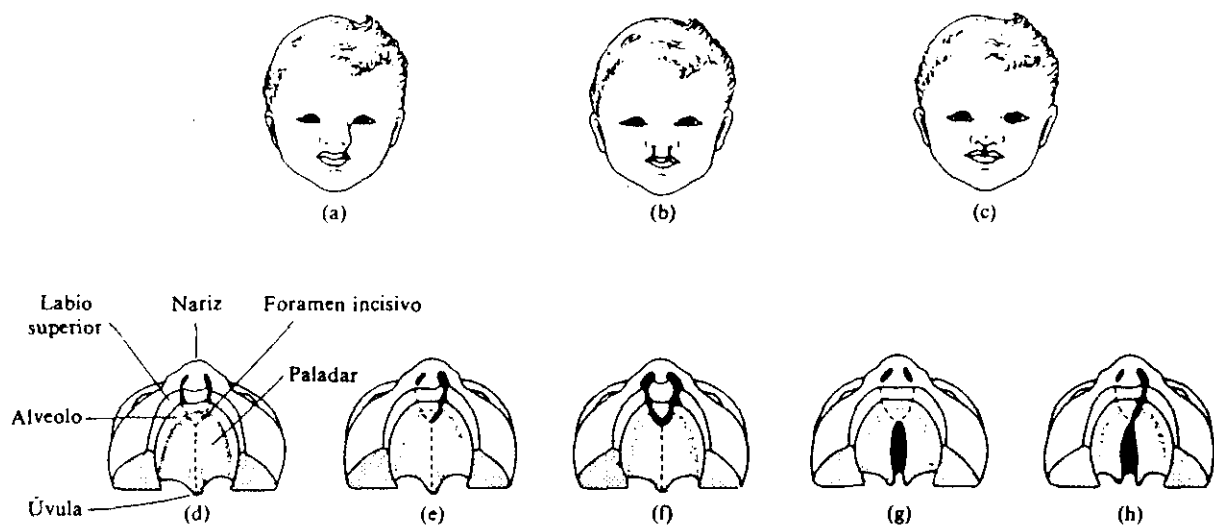 (a)
(b)
(c)
Labio
superior
Nariz
Foramen incisivo
Paladar
Alveolo
Úvula
(d)
(e)
(f)
(g)
(h)